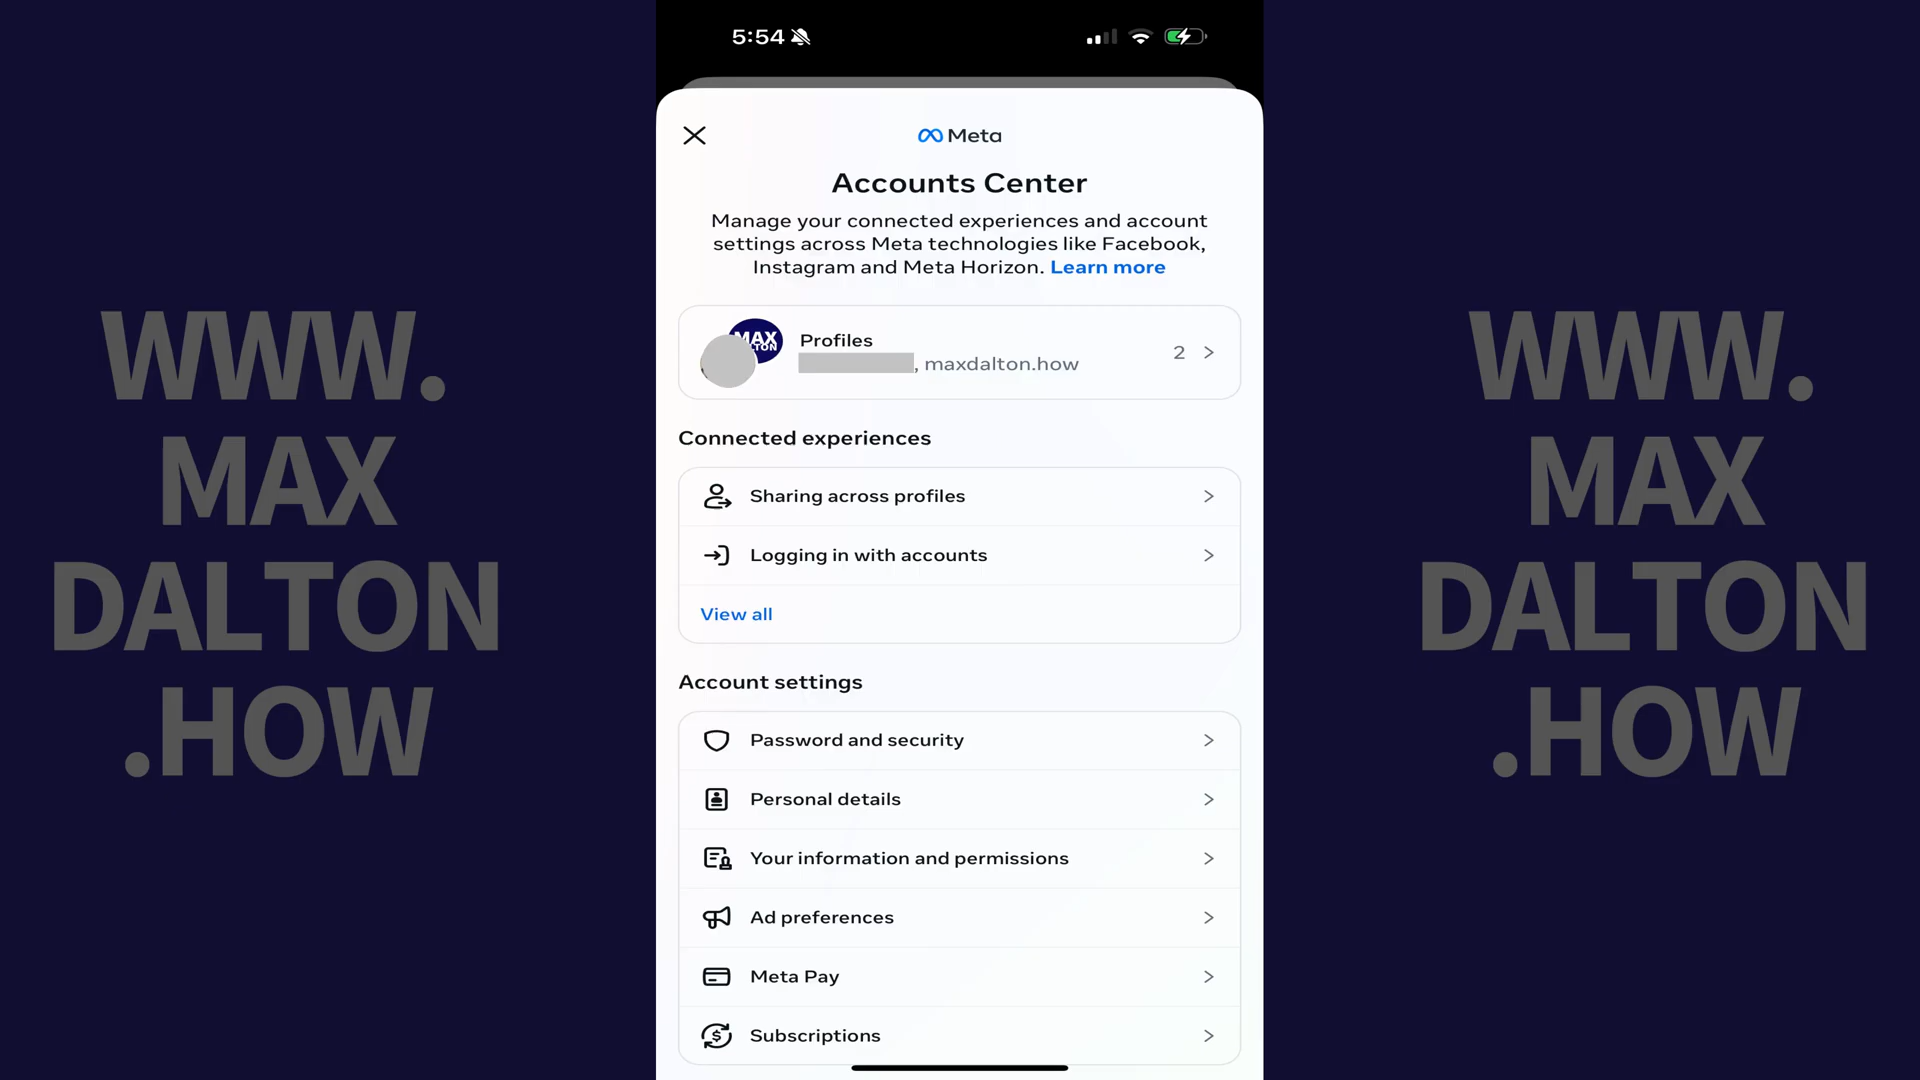 WWW.
MAX
DALTON
.HOW
5:54
Meta
Accounts Center
Manage your connected experiences and account
settings across Meta technologies like Facebook,
Instagram and Meta Horizon. Learn more
MAX
Profiles
, maxdalton.how
2
Connected experiences
Sharing across profiles
Logging in with accounts
View all
Account settings
Password and security
Personal details
Your information and permissions
Ad preferences
Meta Pay
Subscriptions
WWW.
MAX
DALTON
.HOW